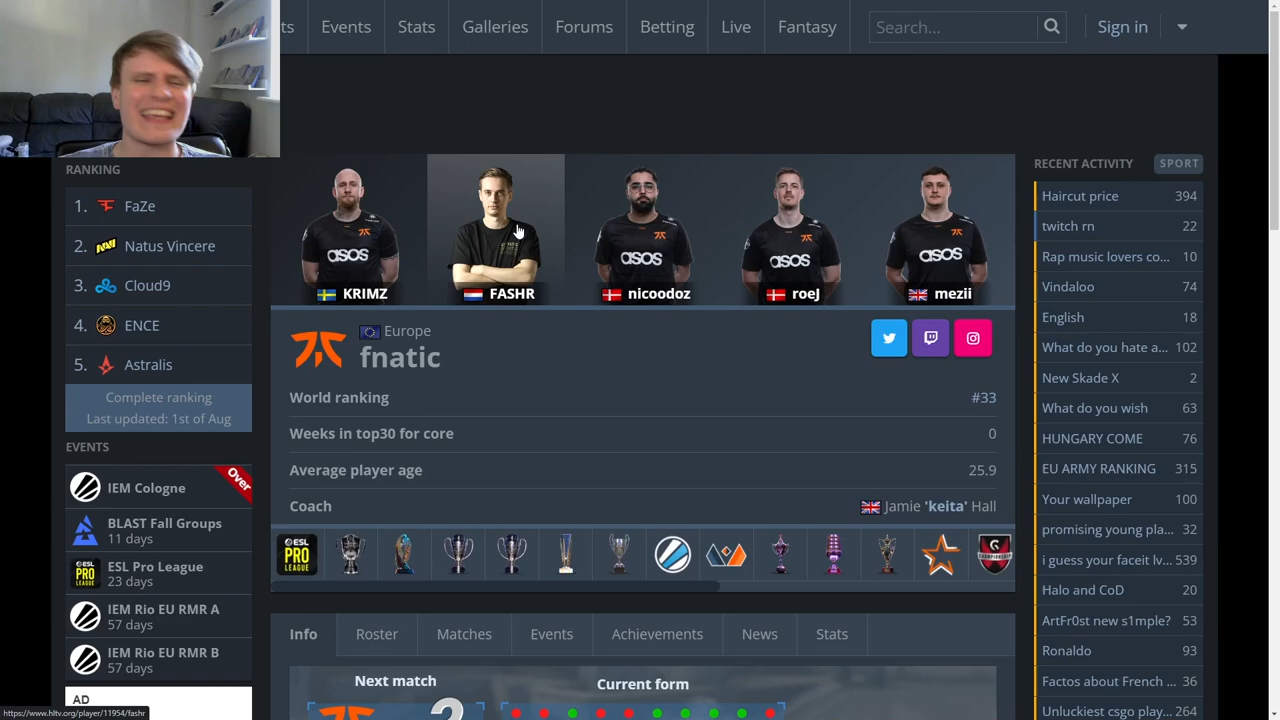 ts
Events
Stats
Galleries
Forums
Betting
Live
Fantasy
Search...
Sign in
RANKING
1. FaZe
2. Natus Vincere
3. Cloud9
4. ENCE
5. Astralis
Complete ranking
Last updated: 1st of Aug
EVENTS
IEM Cologne
Over
BLAST Fall Groups
11 days
ESL Pro League
23 days
IEM Rio EU RMR A
57 days
IEM Rio EU RMR B
57 days
AD
https://www.hltv.org/player/11954/fashr
asos
asos
asos
asos
KRIMZ
FASHR
nicoodoz
roeJ
mezii
Europe
fnatic
World ranking #33
Weeks in top30 for core 0
Average player age 25.9
Coach Jamie 'keita' Hall
ESL PRO LEAGUE
Info
Roster
Matches
Events
Achievements
News
Stats
Next match
Current form
?
RECENT ACTIVITY SPORT
Haircut price 394
twitch rn 22
Rap music lovers co... 10
Vindaloo 74
English 18
What do you hate a... 102
New Skade X 2
What do you wish 63
HUNGARY COME 76
EU ARMY RANKING 315
Your wallpaper 100
promising young pla... 32
i guess your faceit lv... 539
Halo and CoD 20
ArtFr0st new s1mple? 53
Ronaldo 93
Factos about French ... 36
Unluckiest csgo play... 264